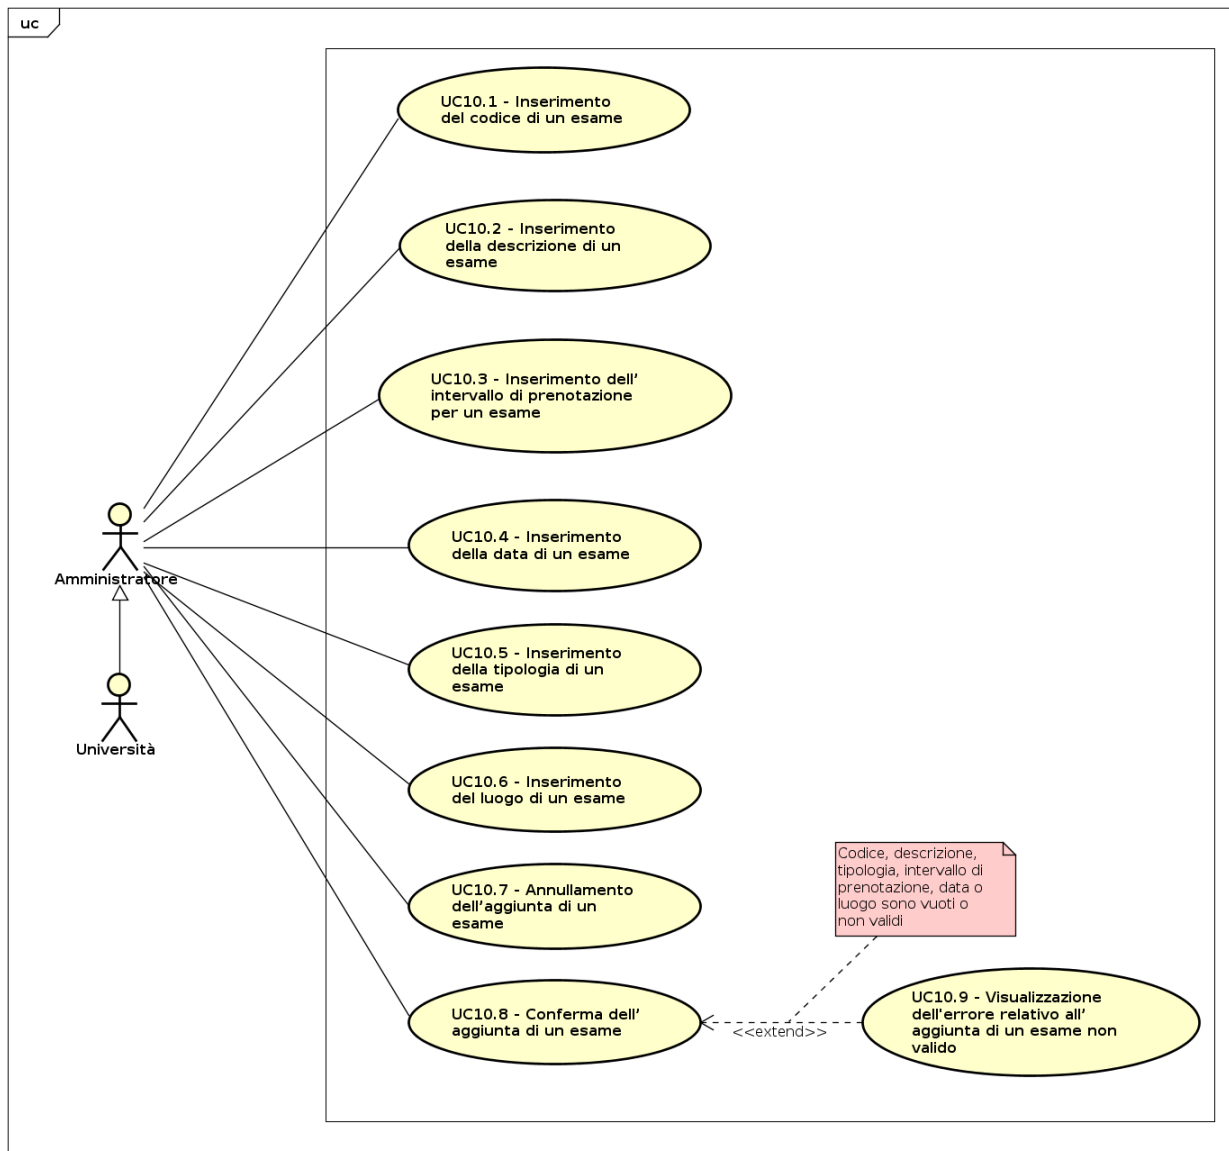 uc
UC10.1 - Inserimento
del codice di un esame
UC10.2 - Inserimento
della descrizione di un
esame
UC10.3 - Inserimento dell’
intervallo di prenotazione
per un esame
UC10.4 - Inserimento
della data di un esame
Amministratore
UC10.5 - Inserimento
della tipologia di un
esame
Università
UC10.6 - Inserimento
del luogo di un esame
UC10.7 - Annullamento
dell’aggiunta di un
esame
Codice, descrizione,
tipologia, intervallo di
prenotazione, data o
luogo sono vuoti o
non validi
UC10.8 - Conferma dell’
aggiunta di un esame
<<extend>>
UC10.9 - Visualizzazione
dell'errore relativo all’
aggiunta di un esame non
valido